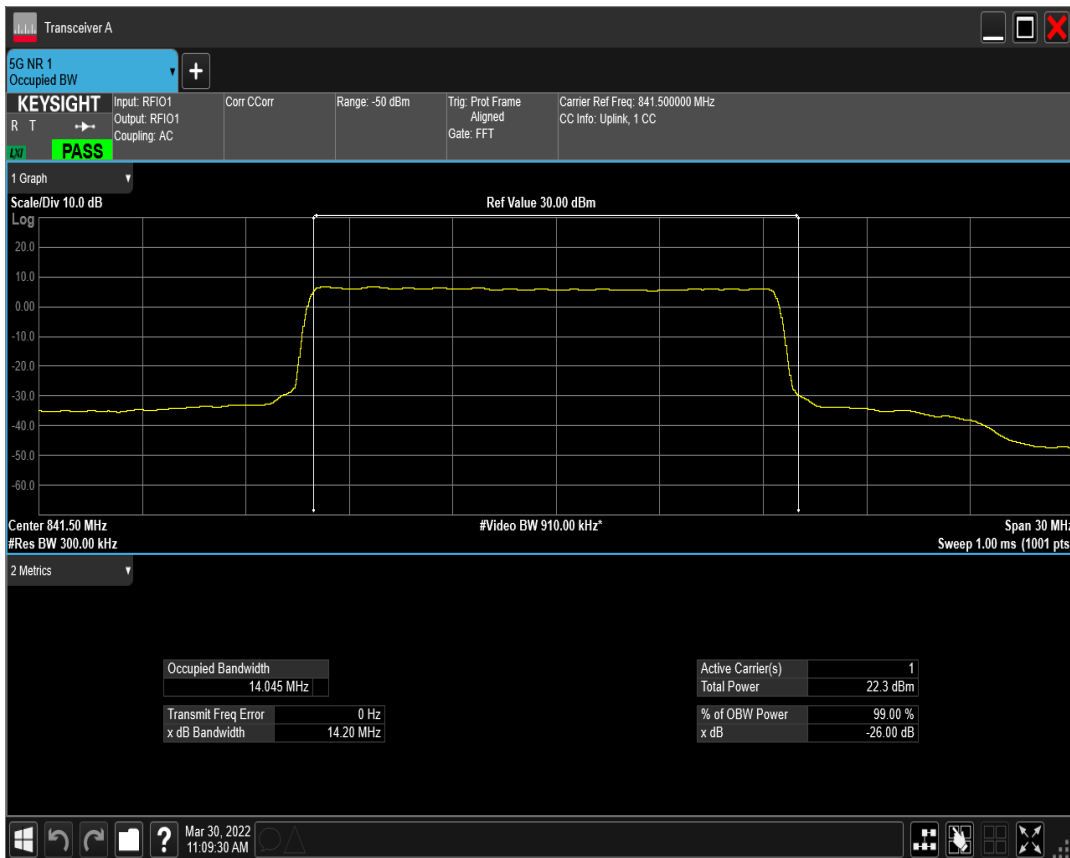 Transceiver A
5G NR 1
Occupied BW
+
KEYSIGHT
R T
LXI
PASS
Input: RFIO1
Output: RFIO1
Coupling: AC
Corr CCorr
Range: -50 dBm
Trig: Prot Frame
Aligned
Gate: FFT
Carrier Ref Freq: 841.500000 MHz
CC Info: Uplink, 1 CC
1 Graph
Scale/Div 10.0 dB
Ref Value 30.00 dBm
Log
20.0
10.0
0.00
-10.0
-20.0
-30.0
-40.0
-50.0
-60.0
Center 841.50 MHz
#Video BW 910.00 kHz*
Span 30 MHz
#Res BW 300.00 kHz
Sweep 1.00 ms (1001 pts
2 Metrics
Occupied Bandwidth
14.045 MHz
Transmit Freq Error 0 Hz
x dB Bandwidth 14.20 MHz
Active Carrier(s) 1
Total Power 22.3 dBm
% of OBW Power 99.00 %
x dB -26.00 dB
?
Mar 30, 2022
11:09:30 AM